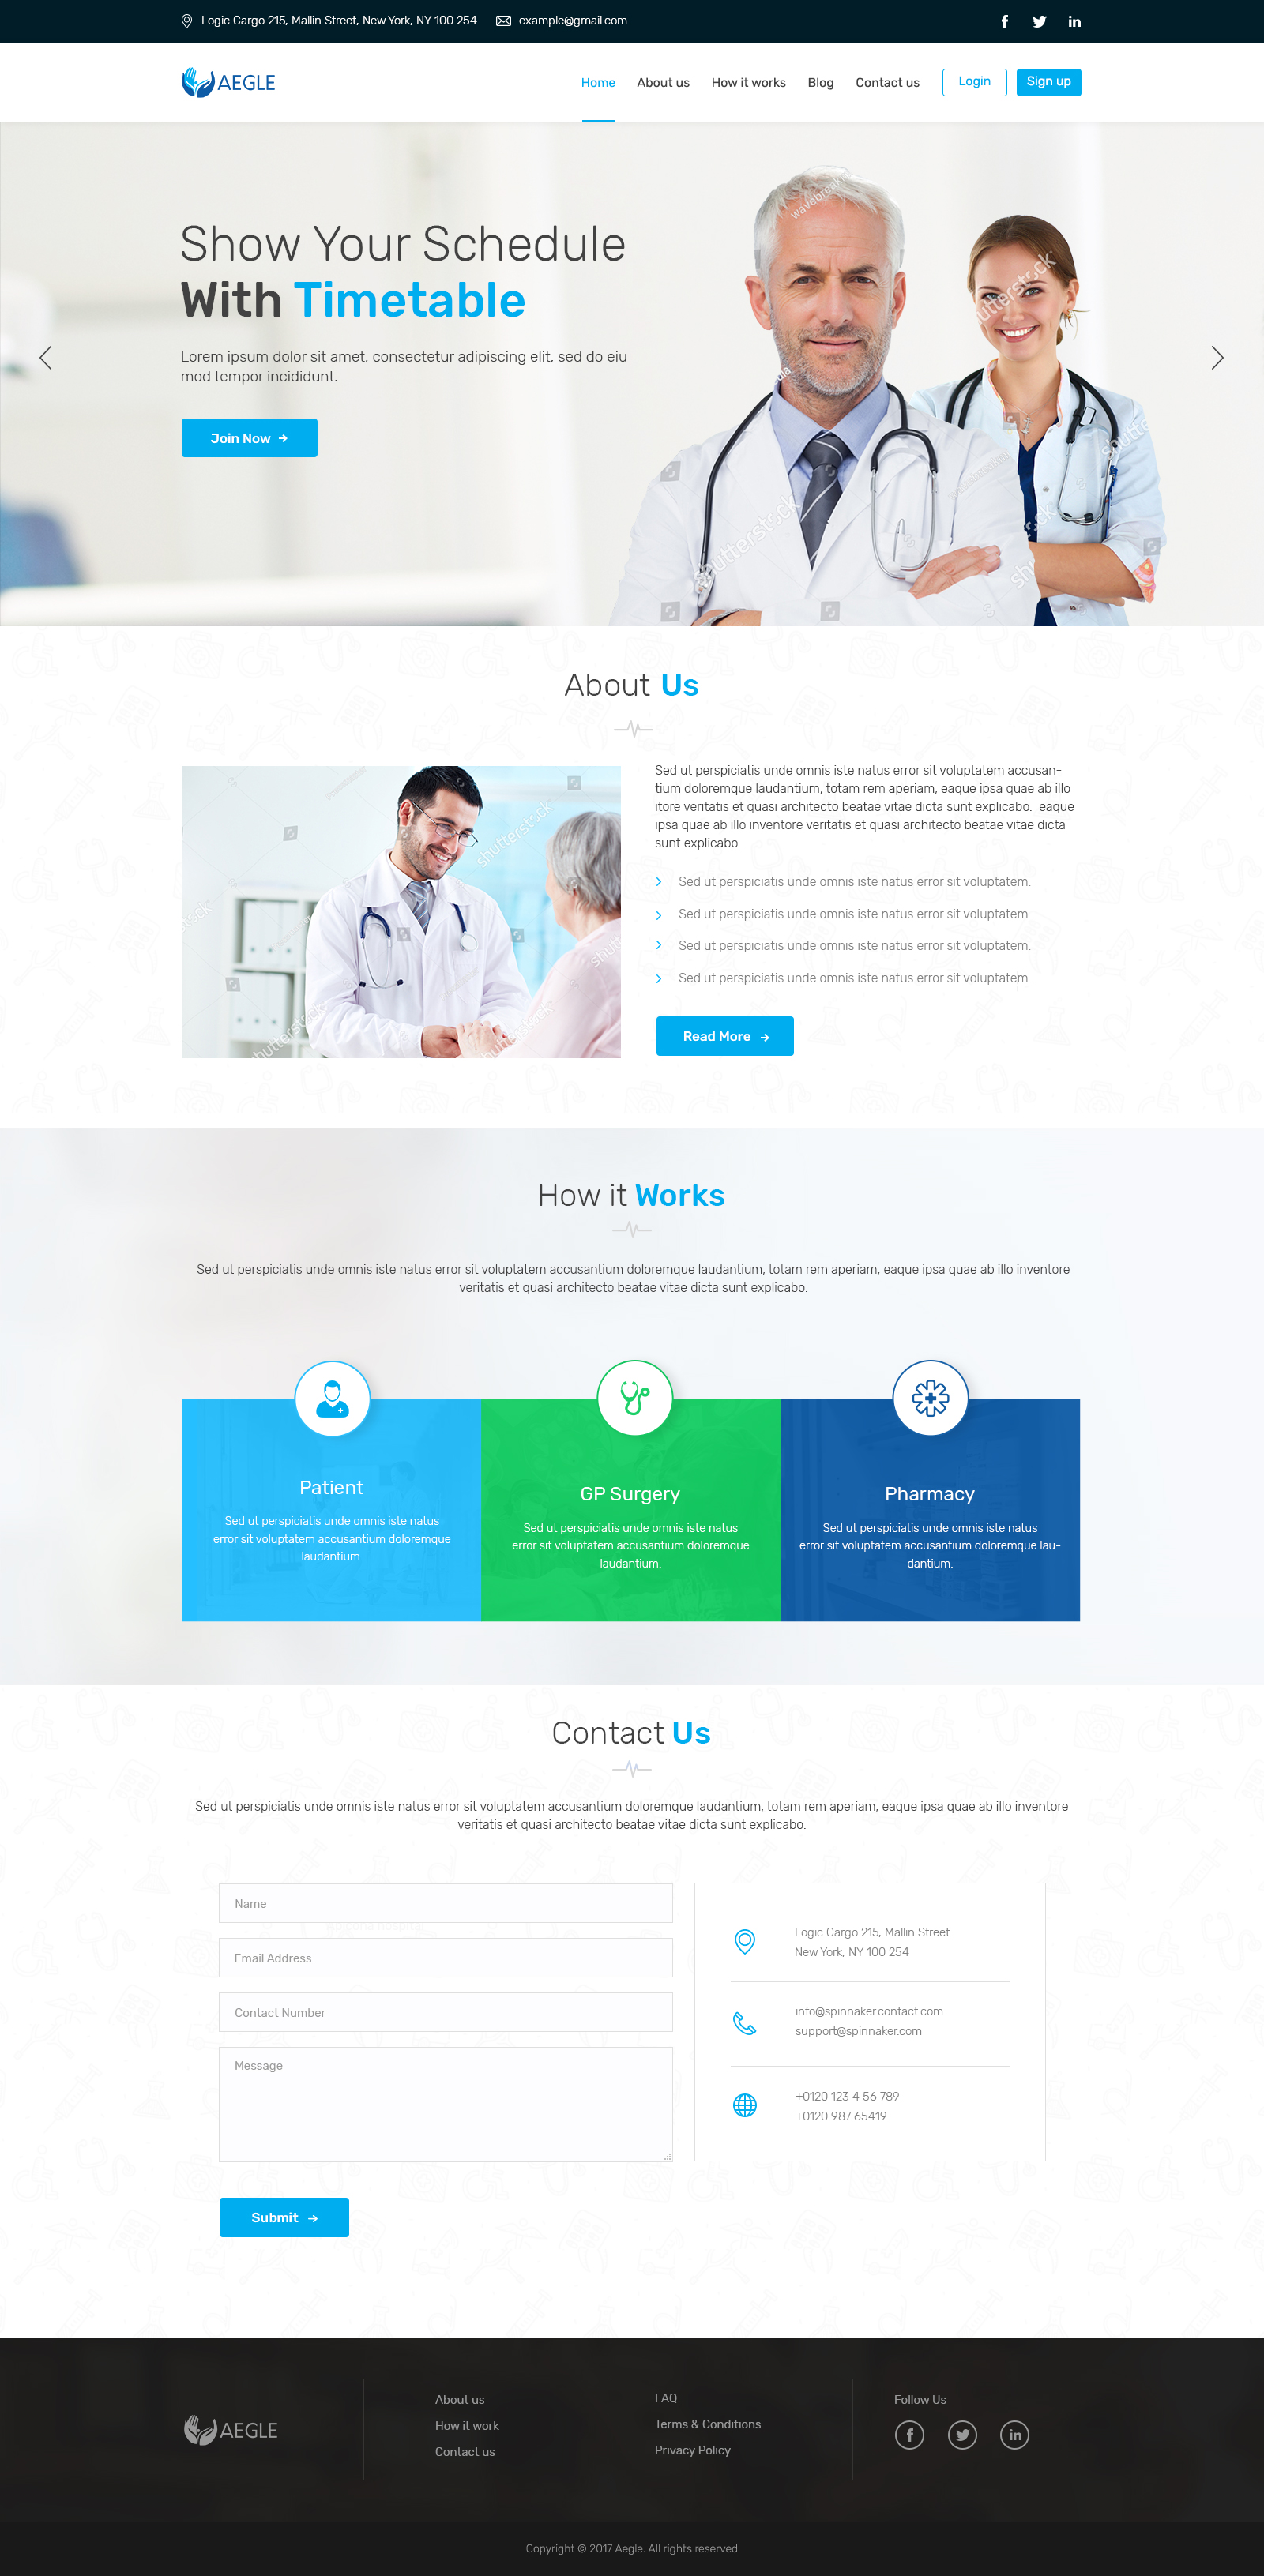 Logic Cargo 215, Mallin Street, New York, NY 100 254
example@gmail.com
AEGLE
Home
About us
How it works
Blog
Contact us
Login
Sign up
Show Your Schedule
With Timetable
Lorem ipsum dolor sit amet, consectetur adipiscing elit, sed do eiu
mod tempor incididunt.
Join Now
About Us
Sed ut perspiciatis unde omnis iste natus error sit voluptatem accusan-
tium doloremque laudantium, totam rem aperiam, eaque ipsa quae ab illo
itore veritatis et quasi architecto beatae vitae dicta sunt explicabo. eaque
ipsa quae ab illo inventore veritatis et quasi architecto beatae vitae dicta
sunt explicabo.
Sed ut perspiciatis unde omnis iste natus error sit voluptatem.
Sed ut perspiciatis unde omnis iste natus error sit voluptatem.
Sed ut perspiciatis unde omnis iste natus error sit voluptatem.
Sed ut perspiciatis unde omnis iste natus error sit voluptatem.
Read More
How it Works
Sed ut perspiciatis unde omnis iste natus error sit voluptatem accusantium doloremque laudantium, totam rem aperiam, eaque ipsa quae ab illo inventore
veritatis et quasi architecto beatae vitae dicta sunt explicabo.
Patient
Sed ut perspiciatis unde omnis iste natus
error sit voluptatem accusantium doloremque
laudantium.
GP Surgery
Sed ut perspiciatis unde omnis iste natus
error sit voluptatem accusantium doloremque
laudantium.
Pharmacy
Sed ut perspiciatis unde omnis iste natus
error sit voluptatem accusantium doloremque lau-
dantium.
Contact Us
Sed ut perspiciatis unde omnis iste natus error sit voluptatem accusantium doloremque laudantium, totam rem aperiam, eaque ipsa quae ab illo inventore
veritatis et quasi architecto beatae vitae dicta sunt explicabo.
Name
Email Address
Contact Number
Message
Submit
Logic Cargo 215, Mallin Street
New York, NY 100 254
info@spinnaker.contact.com
support@spinnaker.com
+0120 123 4 56 789
+0120 987 65419
AEGLE
About us
How it work
Contact us
FAQ
Terms & Conditions
Privacy Policy
Follow Us
Copyright © 2017 Aegle. All rights reserved